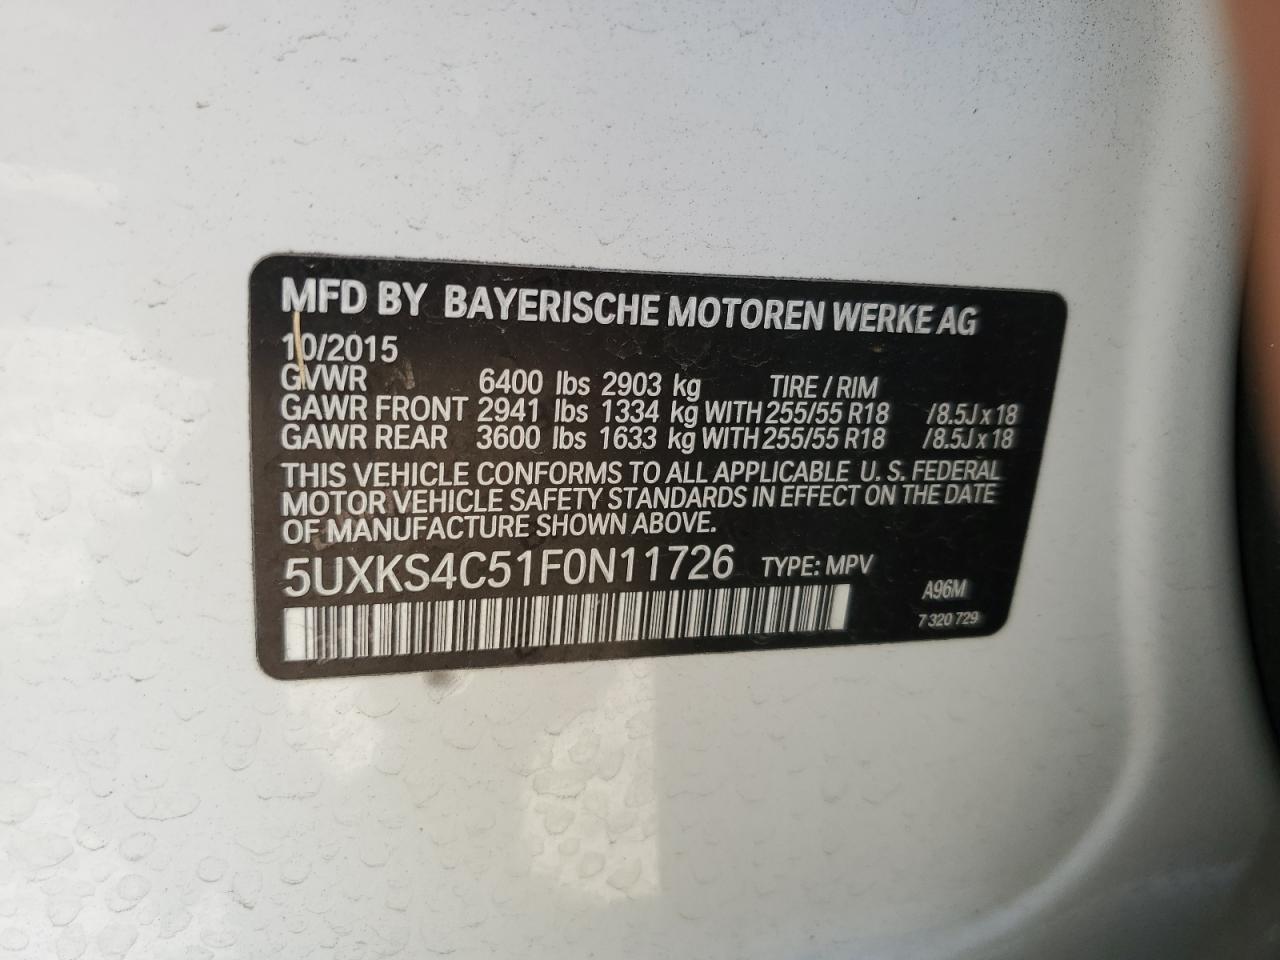 MFD BY BAYERISCHE MOTOREN WERKE AG
10/2015
GVWR 6400 lbs 2903 kg TIRE / RIM
GAWR FRONT 2941 lbs 1334 kg WITH 255/55 R18 /8.5J x 18
GAWR REAR 3600 lbs 1633 kg WITH 255/55 R18 /8.5J x 18
THIS VEHICLE CONFORMS TO ALL APPLICABLE U. S. FEDERAL
MOTOR VEHICLE SAFETY STANDARDS IN EFFECT ON THE DATE
OF MANUFACTURE SHOWN ABOVE.
5UXKS4C51F0N11726 TYPE: MPV
A96M
7 320 729